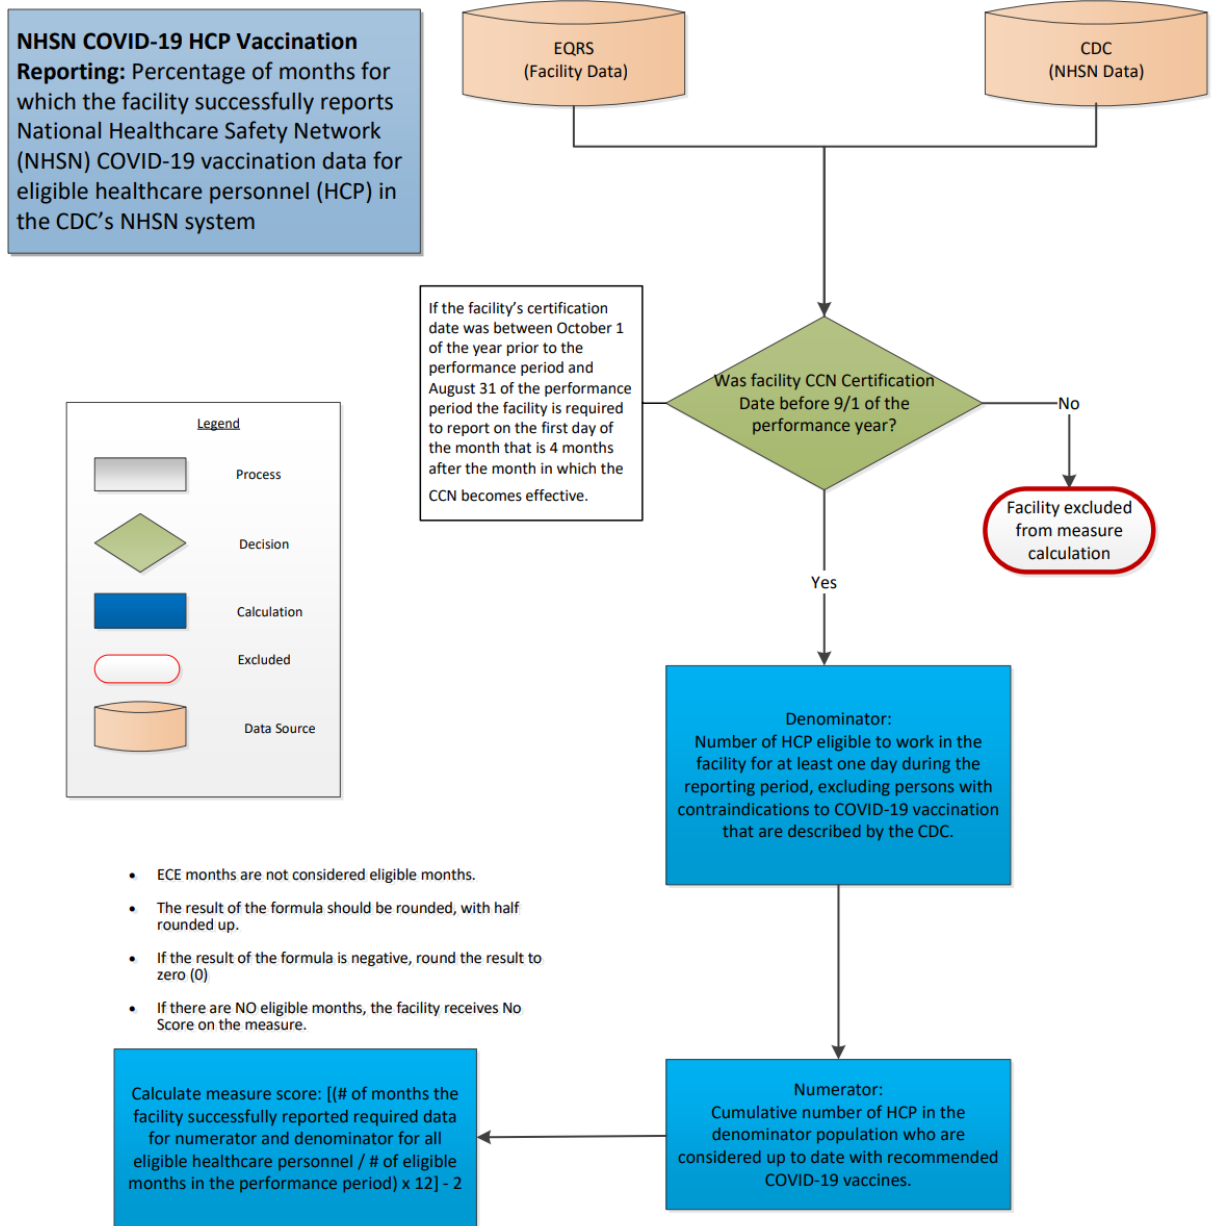 NHSN COVID-19 HCP Vaccination
Reporting: Percentage of months for
which the facility successfully reports
National Healthcare Safety Network
(NHSN) COVID-19 vaccination data for
eligible healthcare personnel (HCP) in
the CDC’s NHSN system
EQRS
(Facility Data)
CDC
(NHSN Data)
If the facility’s certification
date was between October 1
of the year prior to the
performance period and
August 31 of the performance
period the facility is required
to report on the first day of
the month that is 4 months
after the month in which the
CCN becomes effective.
Was facility CCN Certification
Date before 9/1 of the
performance year?
No
Facility excluded
from measure
calculation
Yes
Legend
Process
Decision
Calculation
Excluded
Data Source
Denominator:
Number of HCP eligible to work in the
facility for at least one day during the
reporting period, excluding persons with
contraindications to COVID-19 vaccination
that are described by the CDC.
• ECE months are not considered eligible months.
• The result of the formula should be rounded, with half
rounded up.
• If the result of the formula is negative, round the result to
zero (0)
• If there are NO eligible months, the facility receives No
Score on the measure.
Calculate measure score: [(# of months the
facility successfully reported required data
for numerator and denominator for all
eligible healthcare personnel / # of eligible
months in the performance period) x 12] - 2
Numerator:
Cumulative number of HCP in the
denominator population who are
considered up to date with recommended
COVID-19 vaccines.